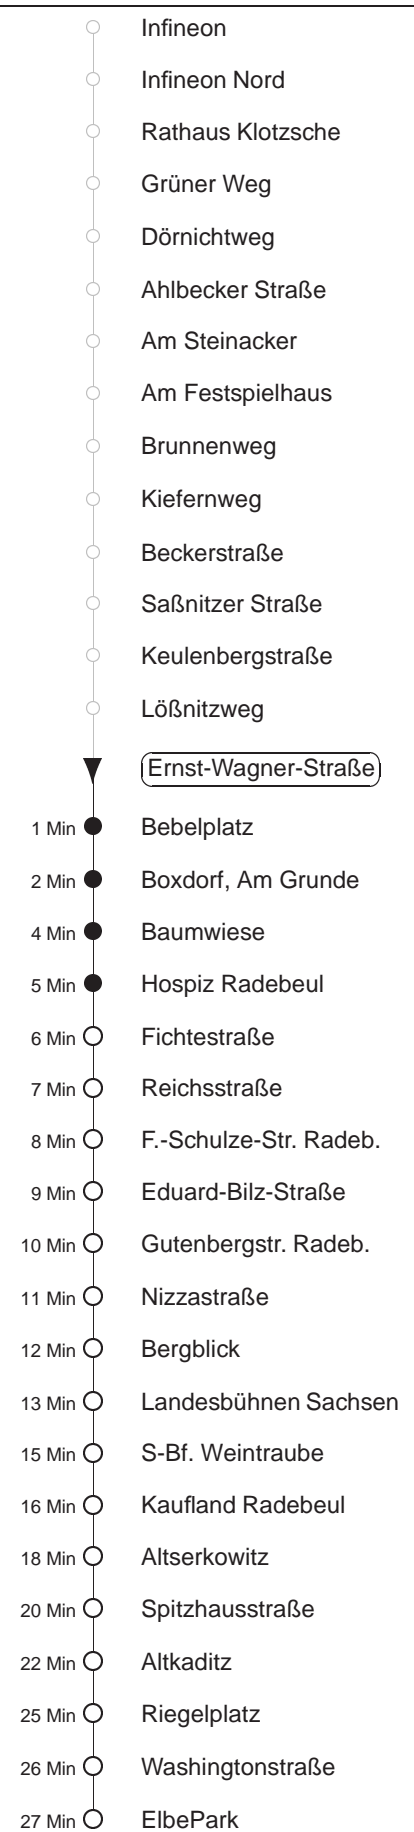 Infineon
Infineon Nord
Rathaus Klotzsche
Grüner Weg
Dörnichtweg
Ahlbecker Straße
Am Steinacker
Am Festspielhaus
Brunnenweg
Kiefernweg
Beckerstraße
Saßnitzer Straße
Keulenbergstraße
Lößnitzweg
Ernst-Wagner-Straße
1 Min Bebelplatz
2 Min Boxdorf, Am Grunde
4 Min Baumwiese
5 Min Hospiz Radebeul
6 Min Fichtestraße
7 Min Reichsstraße
8 Min F.-Schulze-Str. Radeb.
9 Min Eduard-Bilz-Straße
10 Min Gutenbergstr. Radeb.
11 Min Nizzastraße
12 Min Bergblick
13 Min Landesbühnen Sachsen
15 Min S-Bf. Weintraube
16 Min Kaufland Radebeul
18 Min Altserkowitz
20 Min Spitzhausstraße
22 Min Altkaditz
25 Min Riegelplatz
26 Min Washingtonstraße
27 Min ElbePark